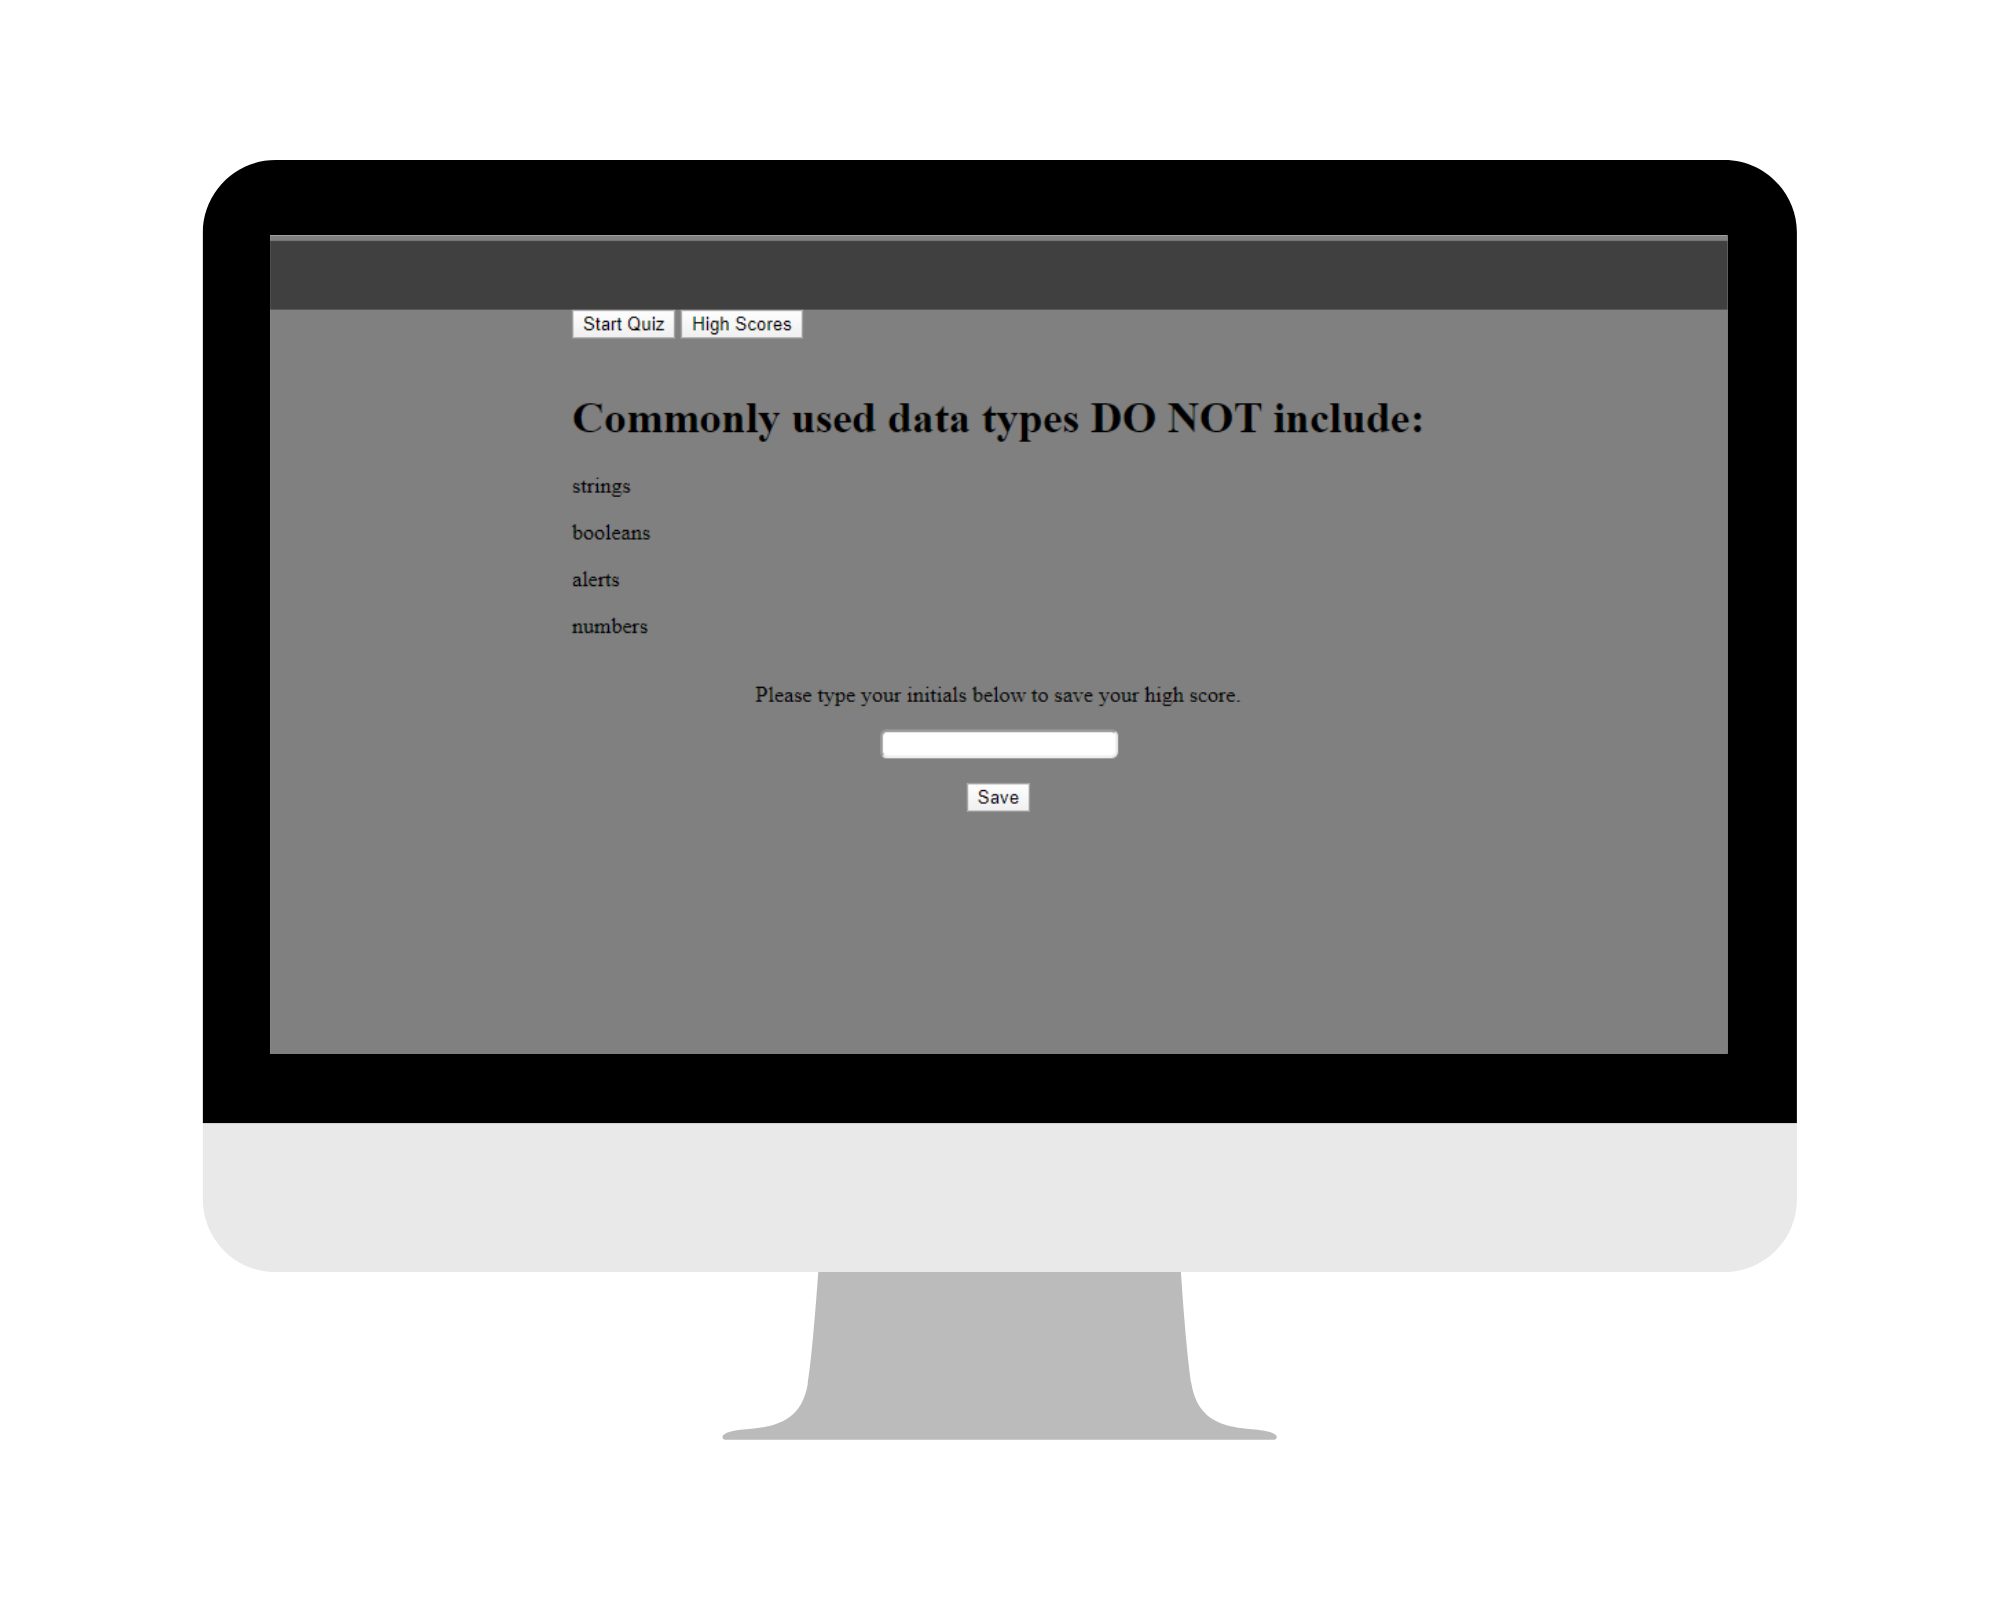 Start Quiz High Scores
Commonly used data types DO NOT include:
strings
booleans
alerts
numbers
Please type your initials below to save your high score.
Save